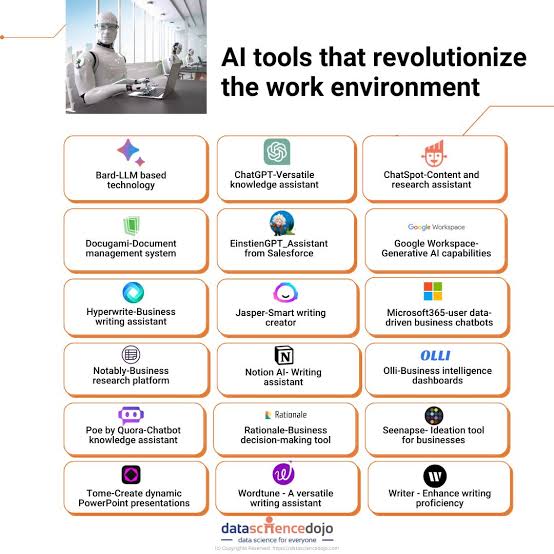 AI tools that revolutionize
the work environment
Bard-LLM based
technology
ChatGPT-Versatile
knowledge assistant
ChatSpot-Content and
research assistant
Docugami-Document
management system
EinstienGPT_Assistant
from Salesforce
Google Workspace
Google Workspace-
Generative AI capabilities
Hyperwrite-Business
writing assistant
Jasper-Smart writing
creator
Microsoft365-user data-
driven business chatbots
Notably-Business
research platform
Notion AI- Writing
assistant
OLLI
Olli-Business intelligence
dashboards
Poe by Quora-Chatbot
knowledge assistant
Rationale
Rationale-Business
decision-making tool
Seenapse- Ideation tool
for businesses
Tome-Create dynamic
PowerPoint presentations
Wordtune - A versatile
writing assistant
Writer - Enhance writing
proficiency
datasciencedojo
data science for everyone
(c) Copyrights Reserved https://datasciencedojo.com